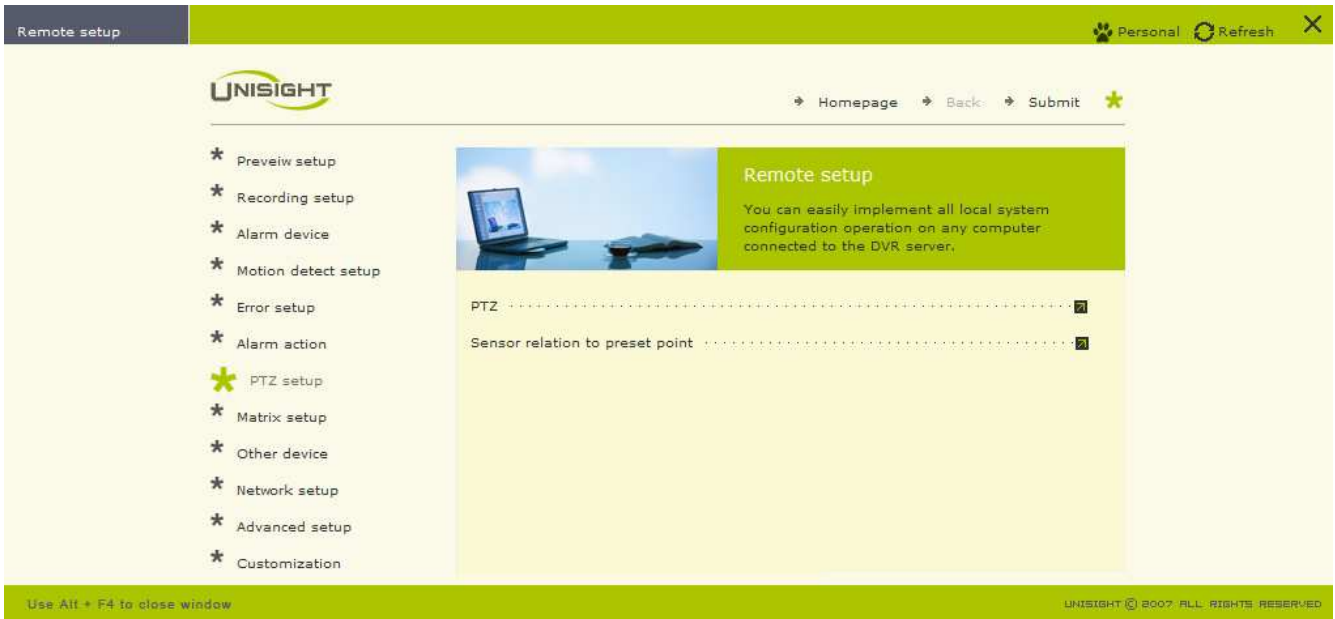 Remote setup
Personal
Refresh
UNISIGHT
Homepage
Back
Submit
Preveiw setup
Recording setup
Alarm device
Motion detect setup
Error setup
Alarm action
PTZ setup
Matrix setup
Other device
Network setup
Advanced setup
Customization
Remote setup
You can easily implement all local system
configuration operation on any computer
connected to the DVR server.
PTZ
Sensor relation to preset point
Use Alt + F4 to close window
UNISIGHT © 2007 ALL RIGHTS RESERVED